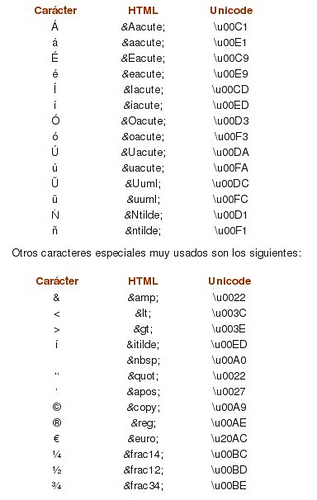 Carácter HTML Unicode
Á &Aacute; \u00C1
á &aacute; \u00E1
É &Eacute; \u00C9
é &eacute; \u00E9
Í &Iacute; \u00CD
í &iacute; \u00ED
Ó &Oacute; \u00D3
ó &oacute; \u00F3
Ú &Uacute; \u00DA
ú &uacute; \u00FA
Ü &Uuml; \u00DC
ü &uuml; \u00FC
Ñ &Ntilde; \u00D1
ñ &ntilde; \u00F1
Otros caracteres especiales muy usados son los siguientes:
Carácter HTML Unicode
& &amp; \u0022
< &lt; \u003C
> &gt; \u003E
í &itilde; \u00ED
&nbsp; \u00A0
“ &quot; \u0022
‘ &apos; \u0027
© &copy; \u00A9
® &reg; \u00AE
€ &euro; \u20AC
¼ &frac14; \u00BC
½ &frac12; \u00BD
¾ &frac34; \u00BE